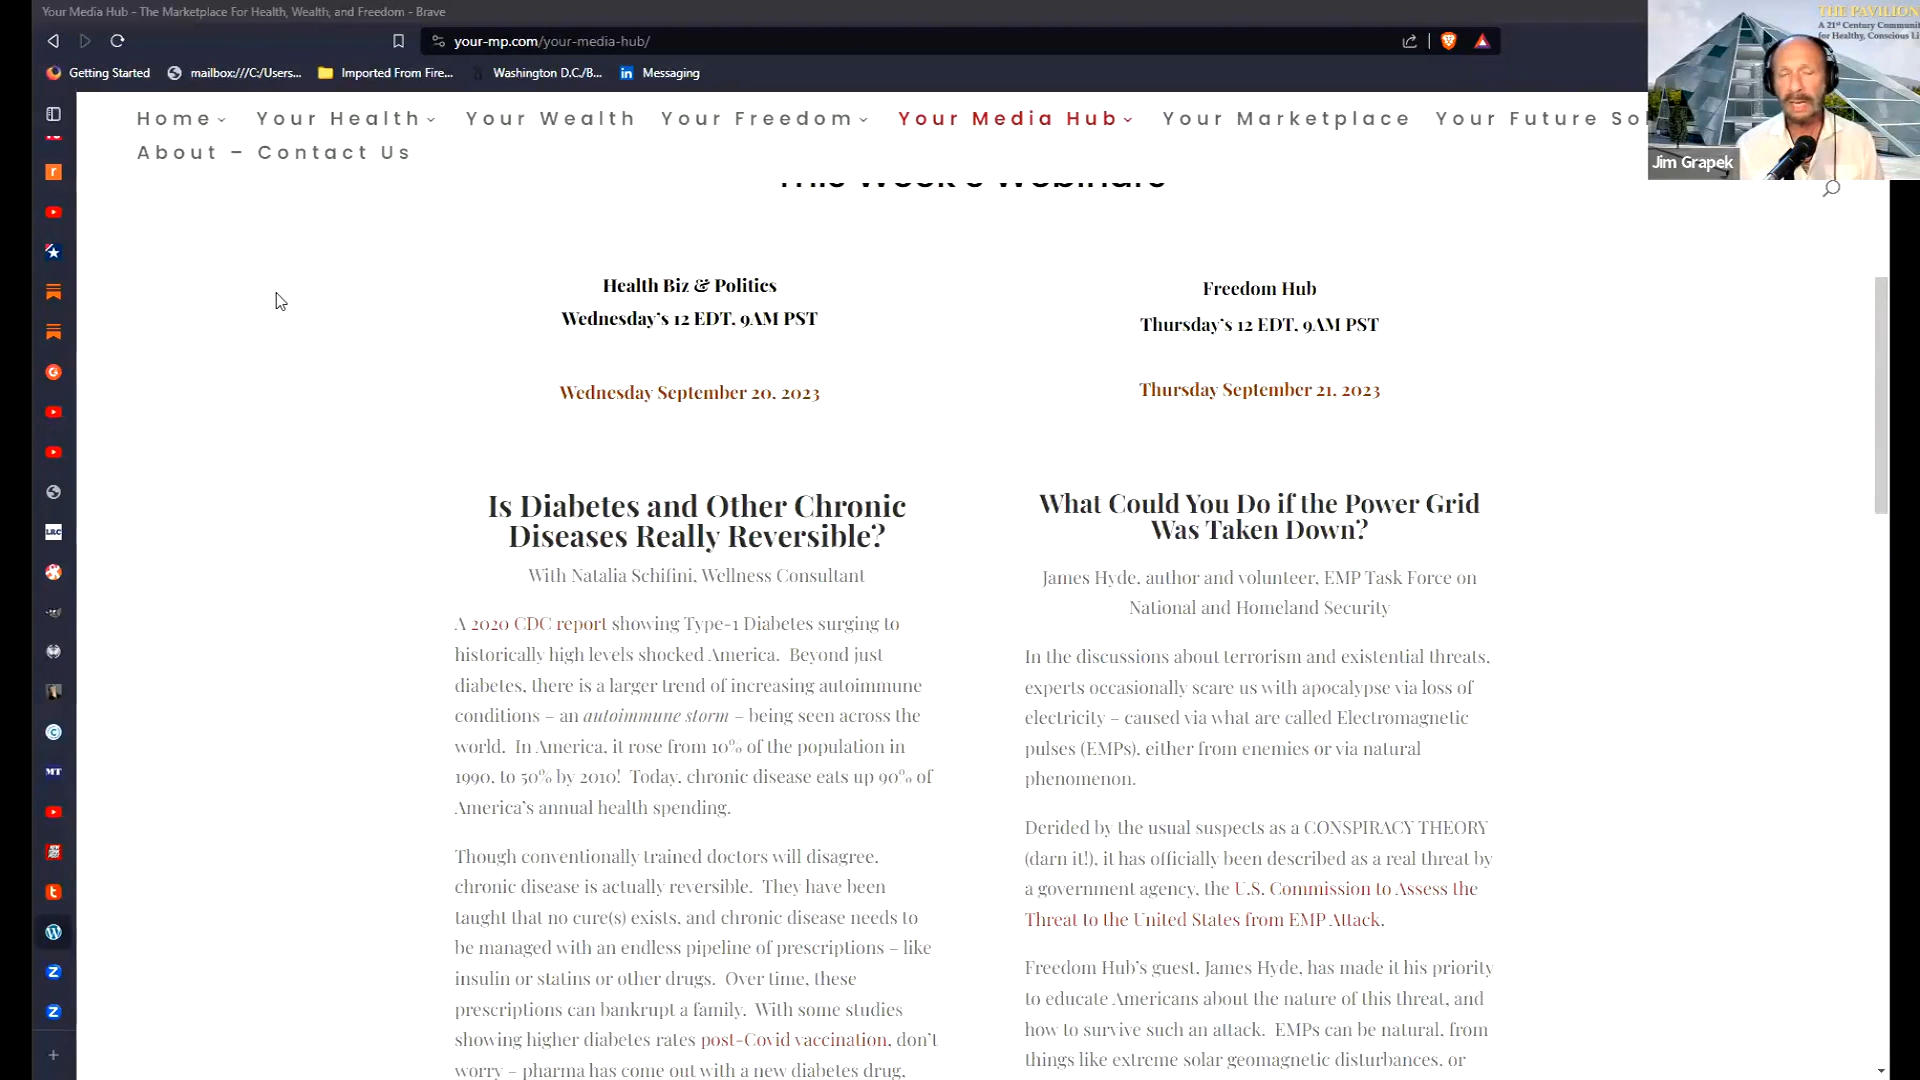 Your Media Hub - The Marketplace For Health, Wealth, and Freedom - Brave
your-mp.com/your-media-hub/
Getting Started
mailbox:///C:/Users...
Imported From Fire...
Washington D.C./B...
Messaging
THE PAVILION
A 21st Century Communi
for Healthy, Conscious Li
Jim Grapek
Home
Your Health
Your Wealth
Your Freedom
Your Media Hub
Your Marketplace
Your Future So
About – Contact Us
This Week's Webinars
Health Biz & Politics
Wednesday's 12 EDT, 9AM PST
Wednesday September 20, 2023
Is Diabetes and Other Chronic
Diseases Really Reversible?
With Natalia Schifini, Wellness Consultant
A 2020 CDC report showing Type-1 Diabetes surging to
historically high levels shocked America. Beyond just
diabetes, there is a larger trend of increasing autoimmune
conditions – an autoimmune storm – being seen across the
world. In America, it rose from 10% of the population in
1990, to 50% by 2010! Today, chronic disease eats up 90% of
America's annual health spending.
Though conventionally trained doctors will disagree,
chronic disease is actually reversible. They have been
taught that no cure(s) exists, and chronic disease needs to
be managed with an endless pipeline of prescriptions – like
insulin or statins or other drugs. Over time, these
prescriptions can bankrupt a family. With some studies
showing higher diabetes rates post-Covid vaccination, don't
worry – pharma has come out with a new diabetes drug,
Freedom Hub
Thursday's 12 EDT, 9AM PST
Thursday September 21, 2023
What Could You Do if the Power Grid
Was Taken Down?
James Hyde, author and volunteer, EMP Task Force on
National and Homeland Security
In the discussions about terrorism and existential threats,
experts occasionally scare us with apocalypse via loss of
electricity – caused via what are called Electromagnetic
pulses (EMPs), either from enemies or via natural
phenomenon.
Derided by the usual suspects as a CONSPIRACY THEORY
(darn it!), it has officially been described as a real threat by
a government agency, the U.S. Commission to Assess the
Threat to the United States from EMP Attack.
Freedom Hub's guest, James Hyde, has made it his priority
to educate Americans about the nature of this threat, and
how to survive such an attack. EMPs can be natural, from
things like extreme solar geomagnetic disturbances, or